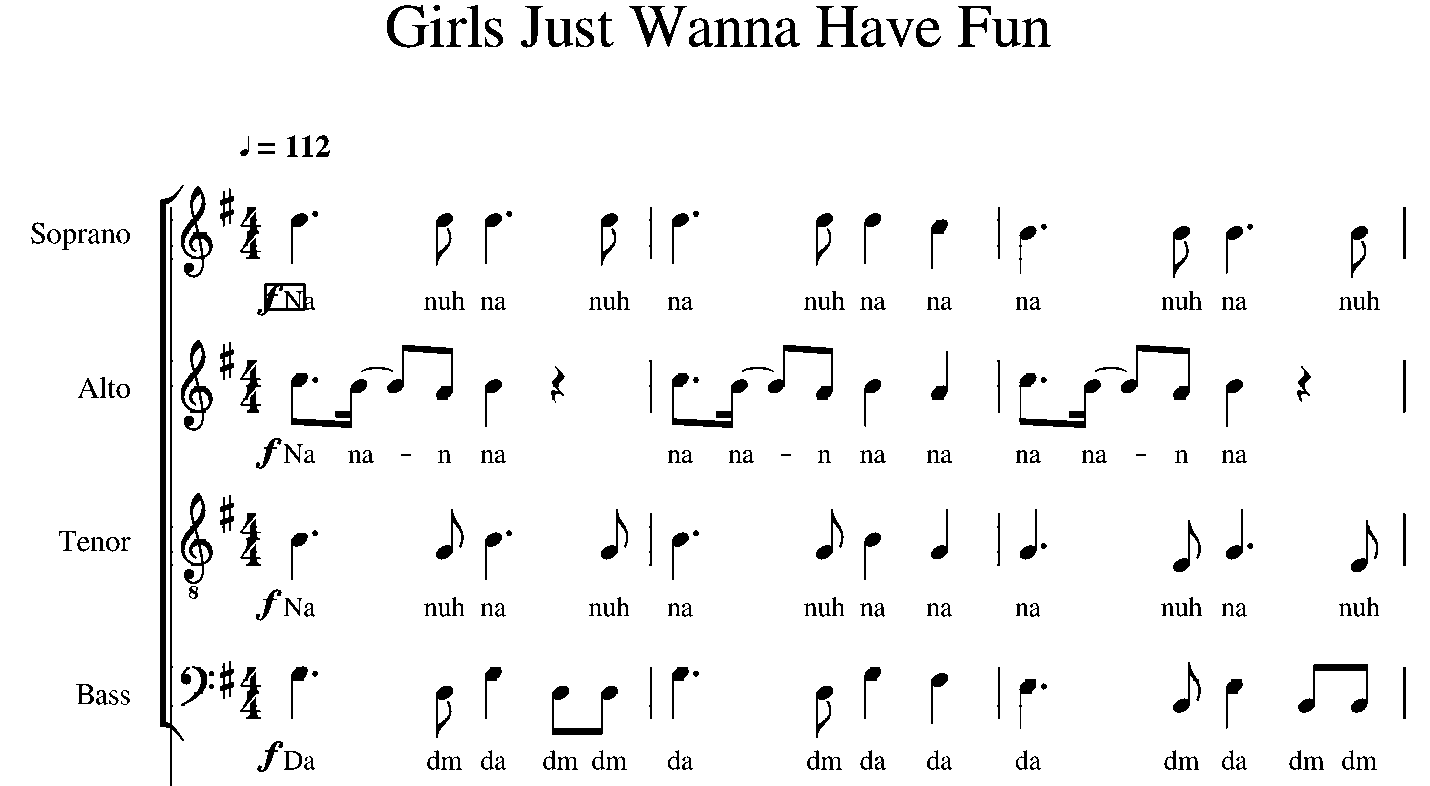 Girls Just Wanna Have Fun
♩ = 112
Soprano
f Na nuh na nuh na nuh na na na nuh na nuh
Alto
f Na na - n na na na - n na na na na - n na
Tenor
8
f Na nuh na nuh na nuh na na na nuh na nuh
Bass
f Da dm da dm dm da dm da da da dm da dm dm